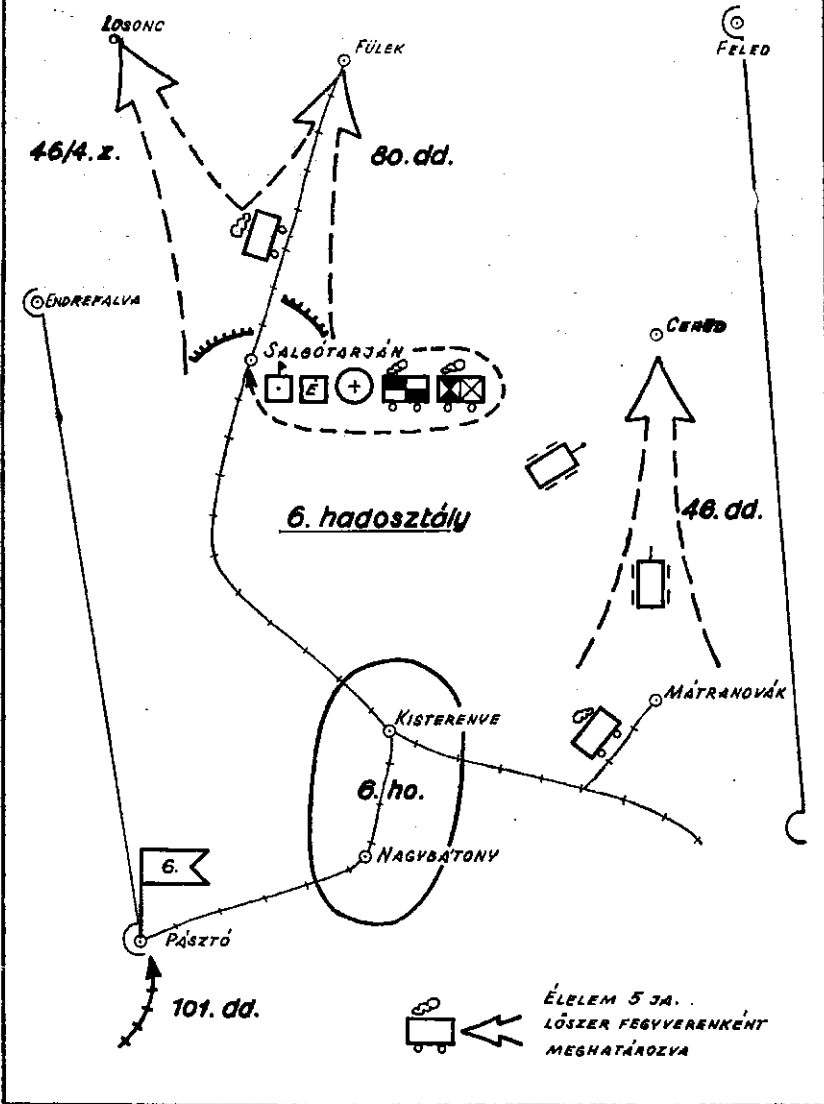 LOSONC
FÜLEK
FELED
46/4. z.
80. dd.
ENDREFALVA
SALGÓTARJÁN
CERED
É
6. hadosztály
46. dd.
MÁTRANOVÁK
KISTERENYE
6. ho.
NAGYBÁTONY
6.
PÁSZTÓ
101. dd.
ÉLELEM 5 JA.
LŐSZER FEGYVERENKÉNT
MEGHATÁROZVA